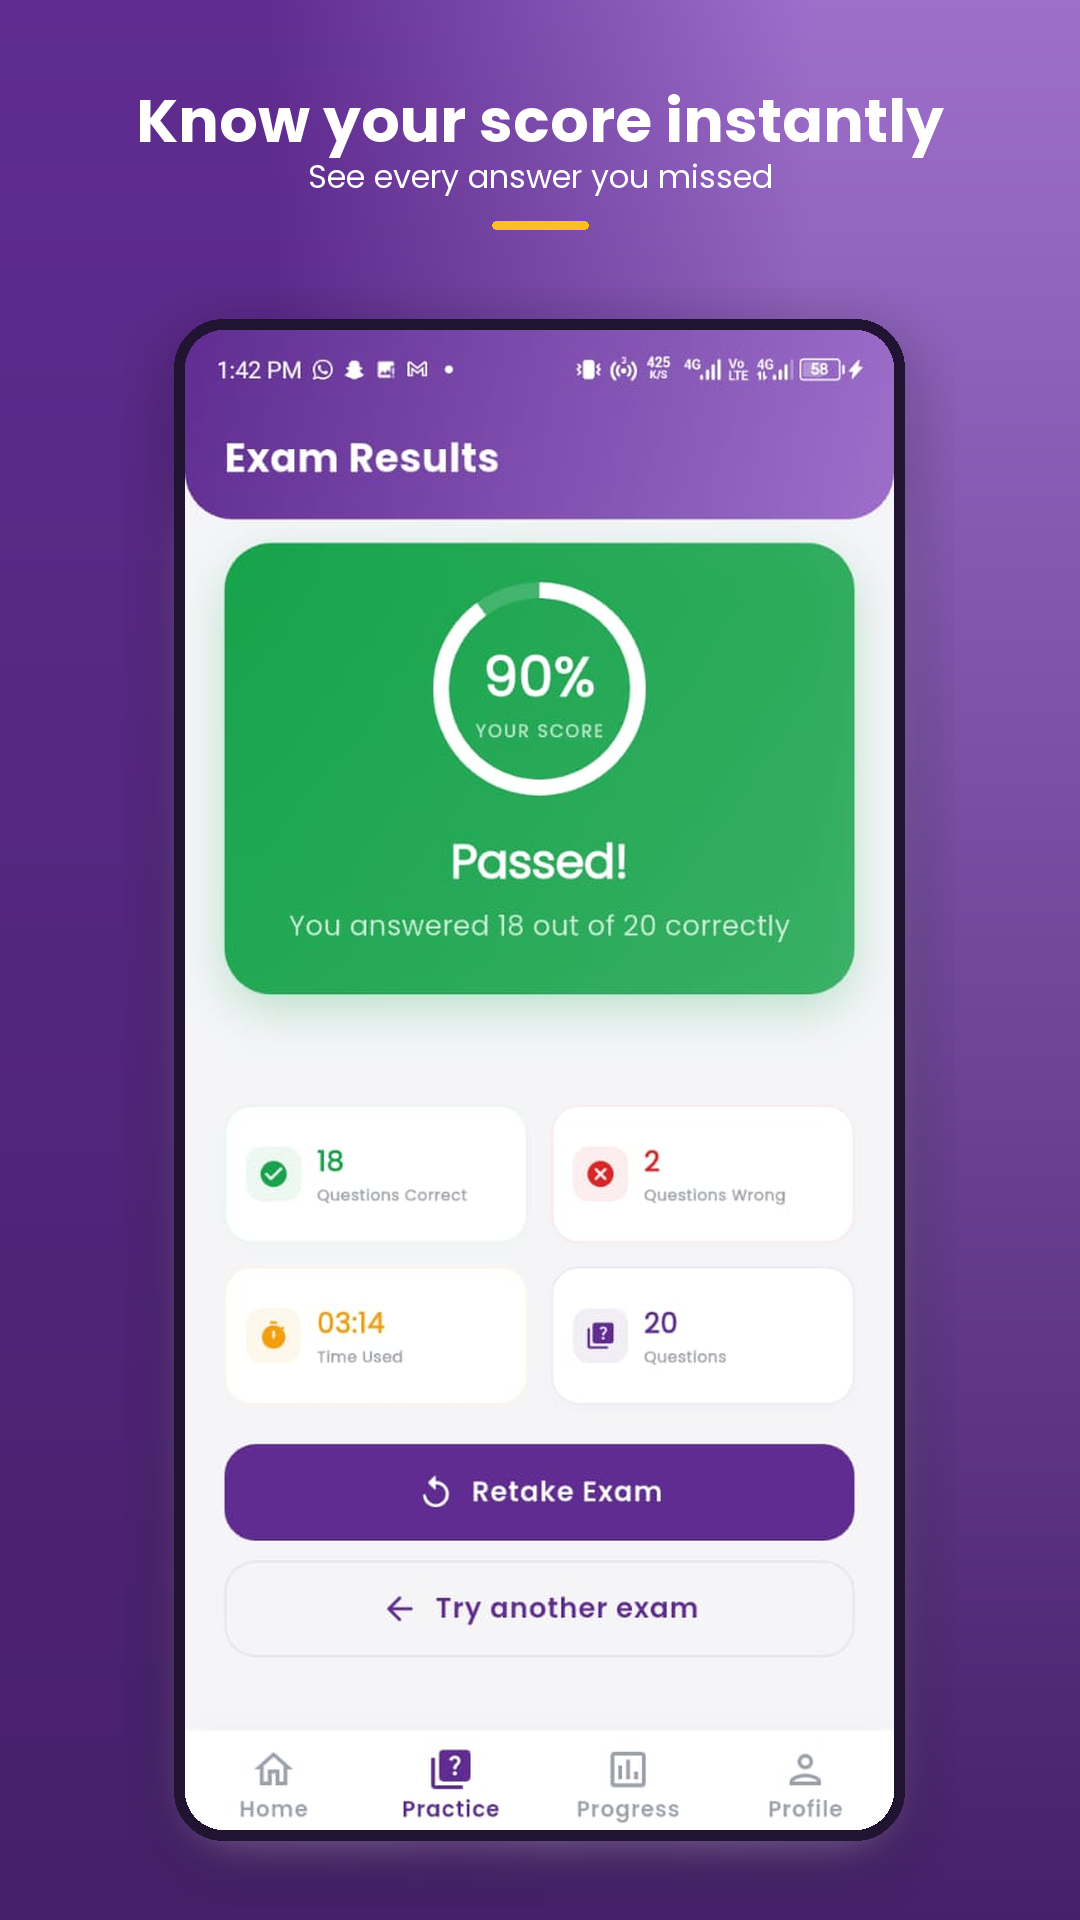 Know your score instantly
See every answer you missed
1:42 PM
3
425 K/S
4G
Vo LTE
4G
58
Exam Results
90%
YOUR SCORE
Passed!
You answered 18 out of 20 correctly
18
Questions Correct
2
Questions Wrong
03:14
Time Used
20
Questions
Retake Exam
Try another exam
Home
Practice
Progress
Profile